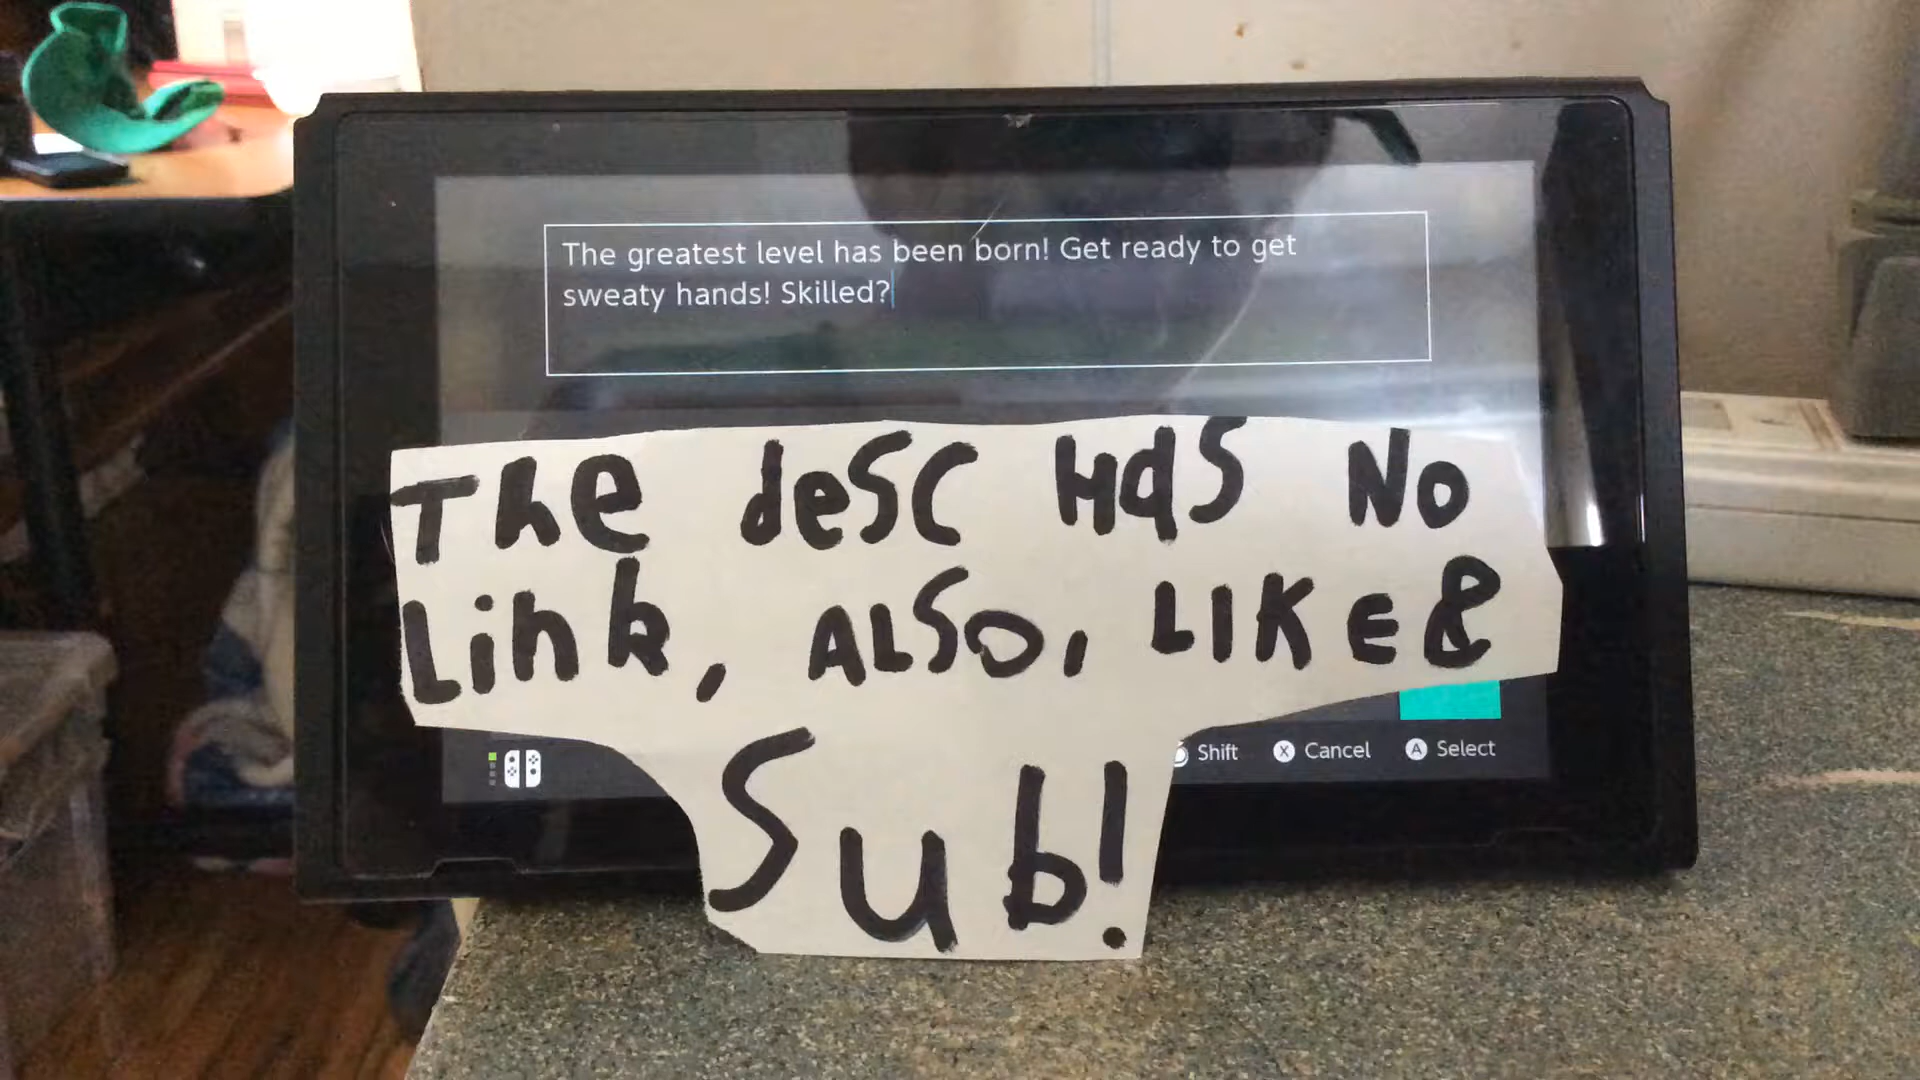 The greatest level has been born! Get ready to get
sweaty hands! Skilled?
The desc Has No
Link, ALSO, LIKE &
Sub!
Shift X Cancel A Select